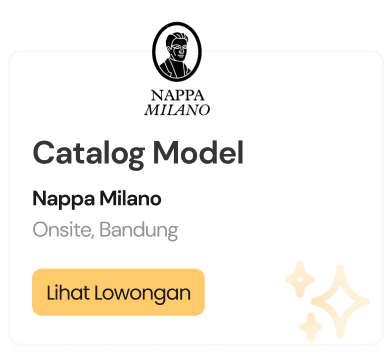 NAPPA
MILANO
Catalog Model
Nappa Milano
Onsite, Bandung
Lihat Lowongan